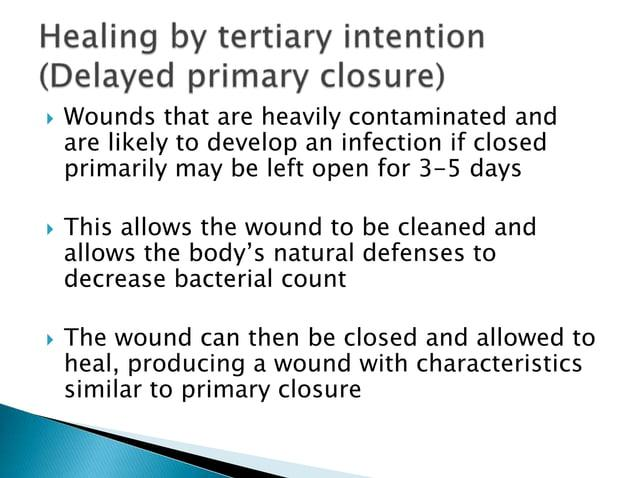 Healing by tertiary intention
(Delayed primary closure)
Wounds that are heavily contaminated and
are likely to develop an infection if closed
primarily may be left open for 3-5 days
This allows the wound to be cleaned and
allows the body's natural defenses to
decrease bacterial count
The wound can then be closed and allowed to
heal, producing a wound with characteristics
similar to primary closure